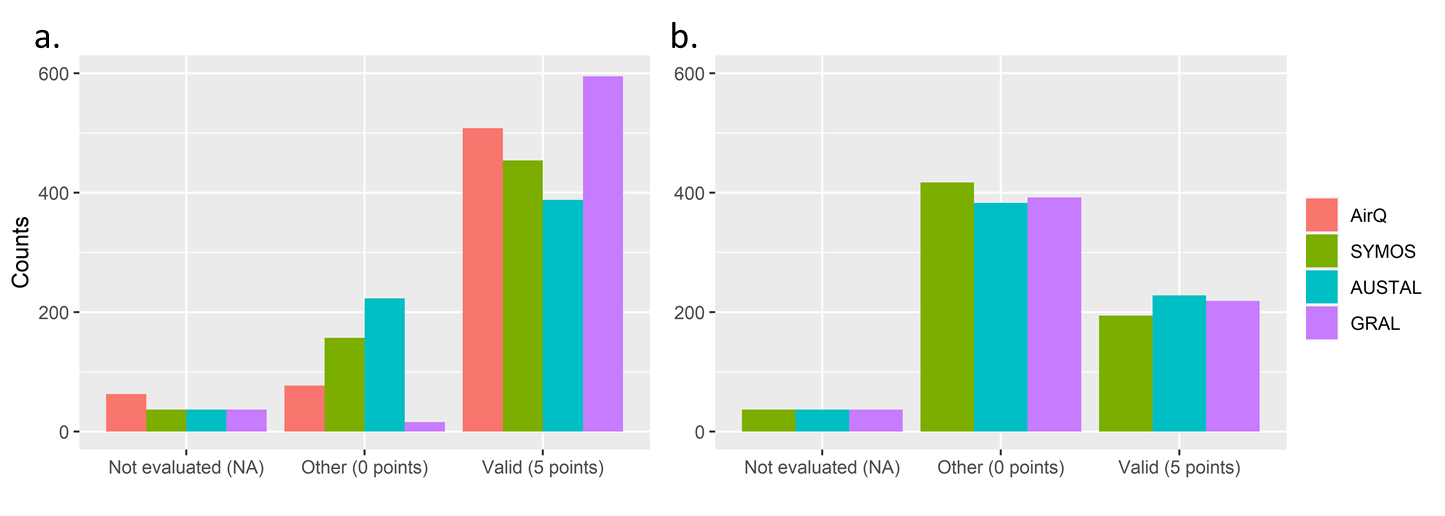 a.
600
400
200
0
Counts
Not evaluated (NA) Other (0 points) Valid (5 points)
b.
600
400
200
0
Not evaluated (NA) Other (0 points) Valid (5 points)
AirQ
SYMOS
AUSTAL
GRAL